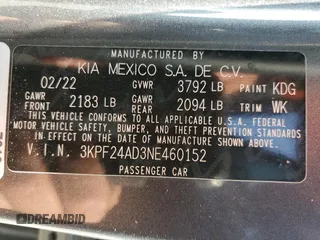 MANUFACTURED BY
KIA MEXICO S.A. DE C.V.
02/22 GVWR 3792 LB PAINT KDG
GAWR FRONT 2183 LB GAWR REAR 2094 LB TRIM WK
THIS VEHICLE CONFORMS TO ALL APPLICABLE U.S.A. FEDERAL
MOTOR VEHICLE SAFETY, BUMPER, AND THEFT PREVENTION STANDARDS
IN EFFECT ON THE DATE OF MANUFACTURE SHOWN ABOVE.
V.I.N. 3KPF24AD3NE460152
PASSENGER CAR
DREAMBID